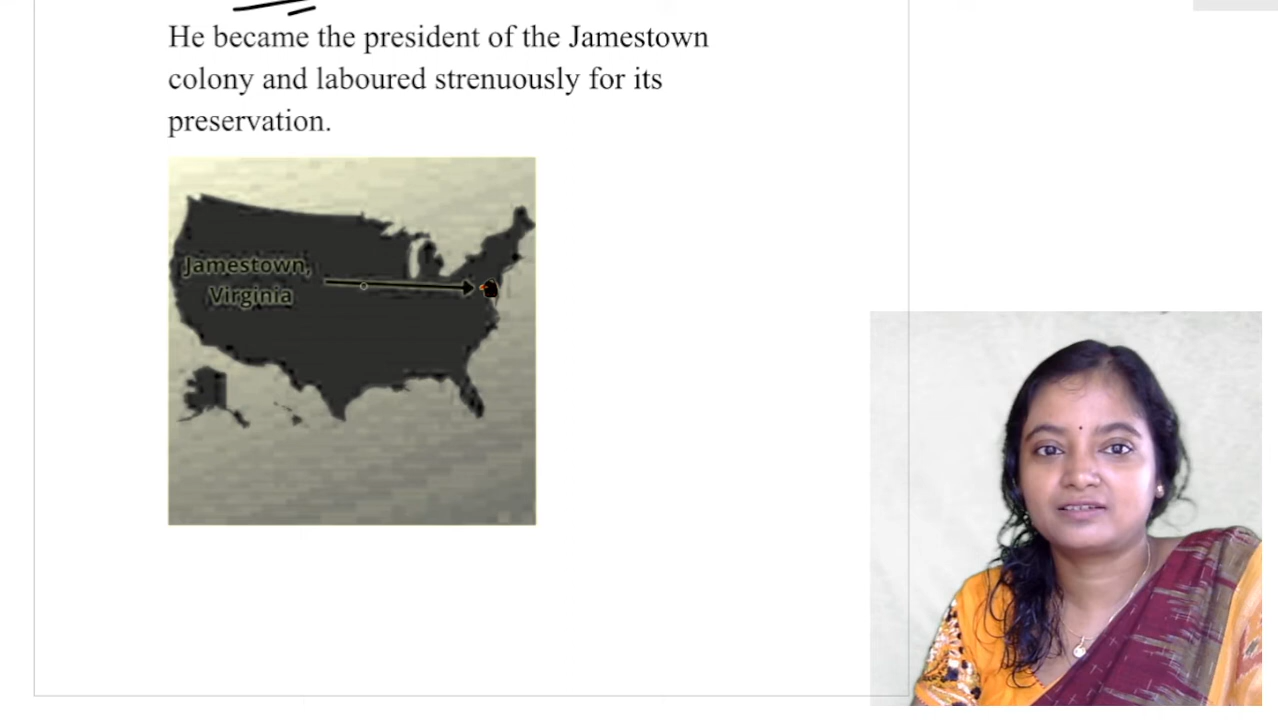 He became the president of the Jamestown
colony and laboured strenuously for its
preservation.
Jamestown,
Virginia